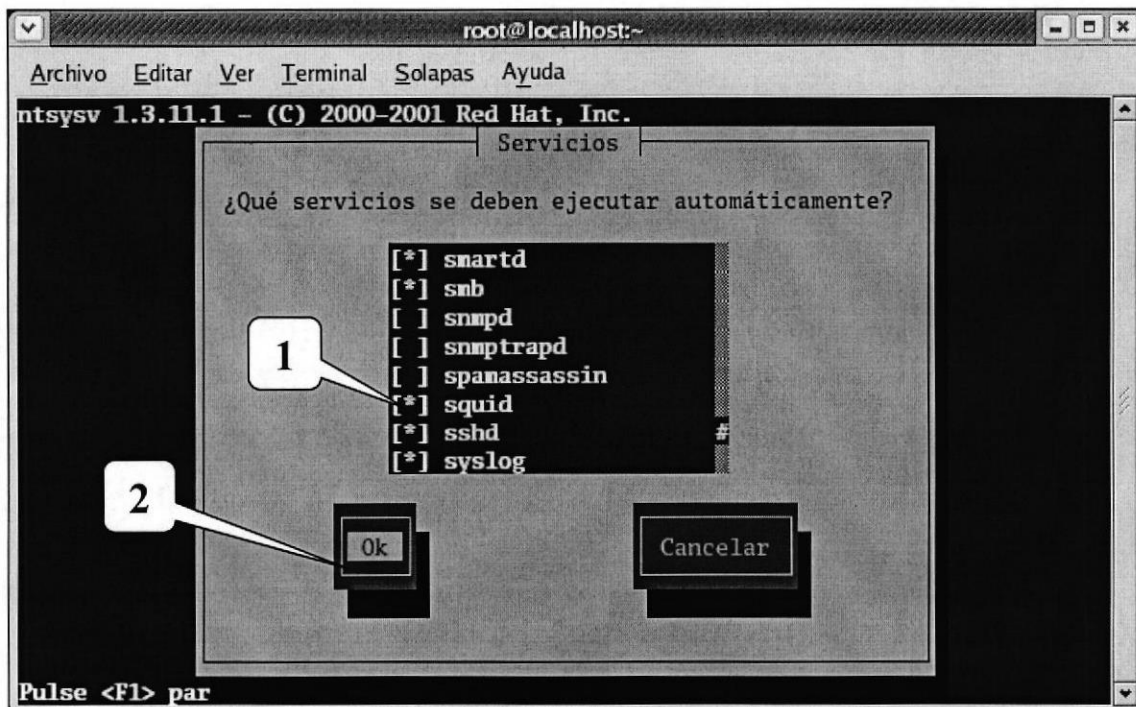 root@localhost:~
Archivo Editar Ver Terminal Solapas Ayuda
ntsysv 1.3.11.1 – (C) 2000–2001 Red Hat, Inc.
Servicios
¿Qué servicios se deben ejecutar automáticamente?
[*] smartd
[*] smb
[ ] snmpd
[ ] snmptrapd
[ ] spamassassin
[*] squid
[*] sshd #
[*] syslog
1
2
Ok Cancelar
Pulse <F1> par